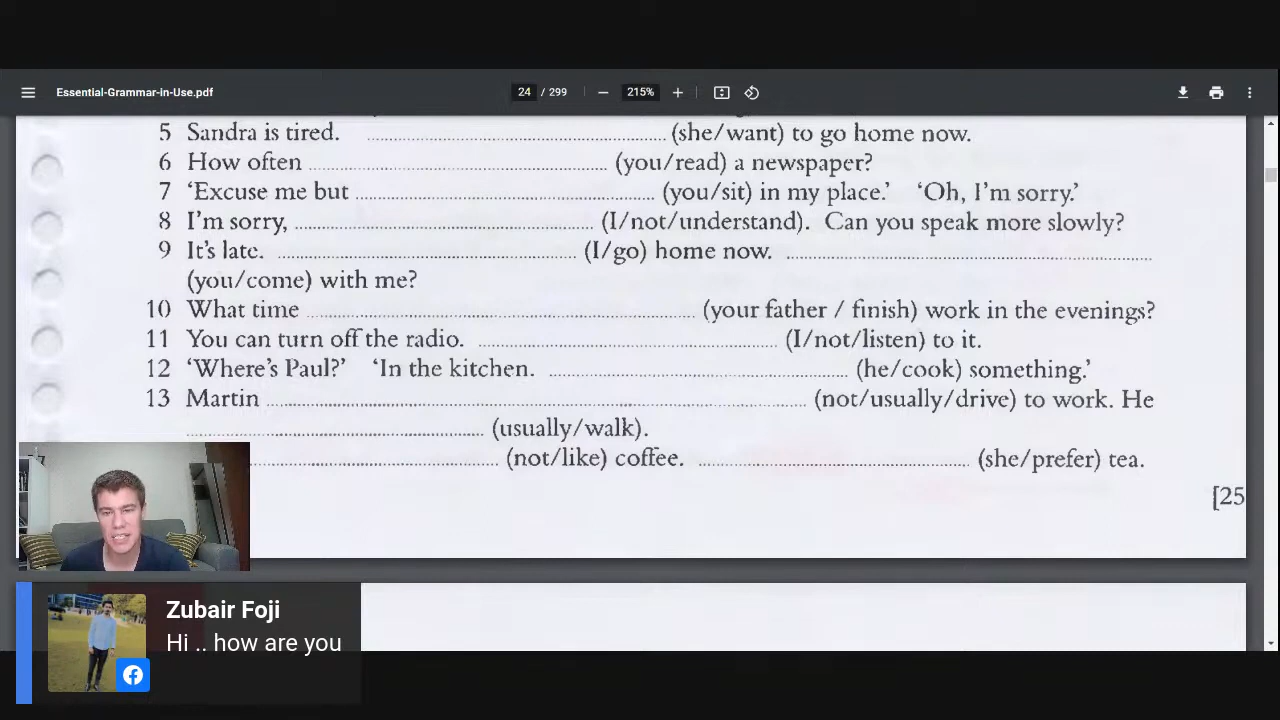 Essential-Grammar-in-Use.pdf 24 / 299 215%
5 Sandra is tired. ........................ (she/want) to go home now.
6 How often ........................ (you/read) a newspaper?
7 ‘Excuse me but ........................ (you/sit) in my place.’ ‘Oh, I’m sorry.’
8 I’m sorry, ........................ (I/not/understand). Can you speak more slowly?
9 It’s late. ........................ (I/go) home now. ........................
(you/come) with me?
10 What time ........................ (your father / finish) work in the evenings?
11 You can turn off the radio. ........................ (I/not/listen) to it.
12 ‘Where’s Paul?’ ‘In the kitchen. ........................ (he/cook) something.’
13 Martin ........................ (not/usually/drive) to work. He
........................ (usually/walk).
........................ (not/like) coffee. ........................ (she/prefer) tea.
[25
Zubair Foji
Hi .. how are you